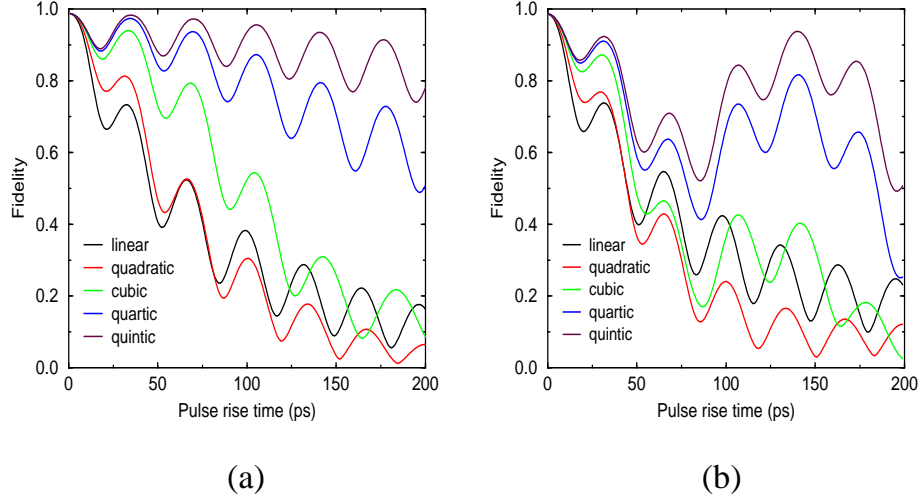 1.0
0.8
0.6
0.4
0.2
0.0
Fidelity
linear
quadratic
cubic
quartic
quintic
0 50 100 150 200
Pulse rise time (ps)
(a)
1.0
0.8
0.6
0.4
0.2
0.0
Fidelity
linear
quadratic
cubic
quartic
quintic
0 50 100 150 200
Pulse rise time (ps)
(b)